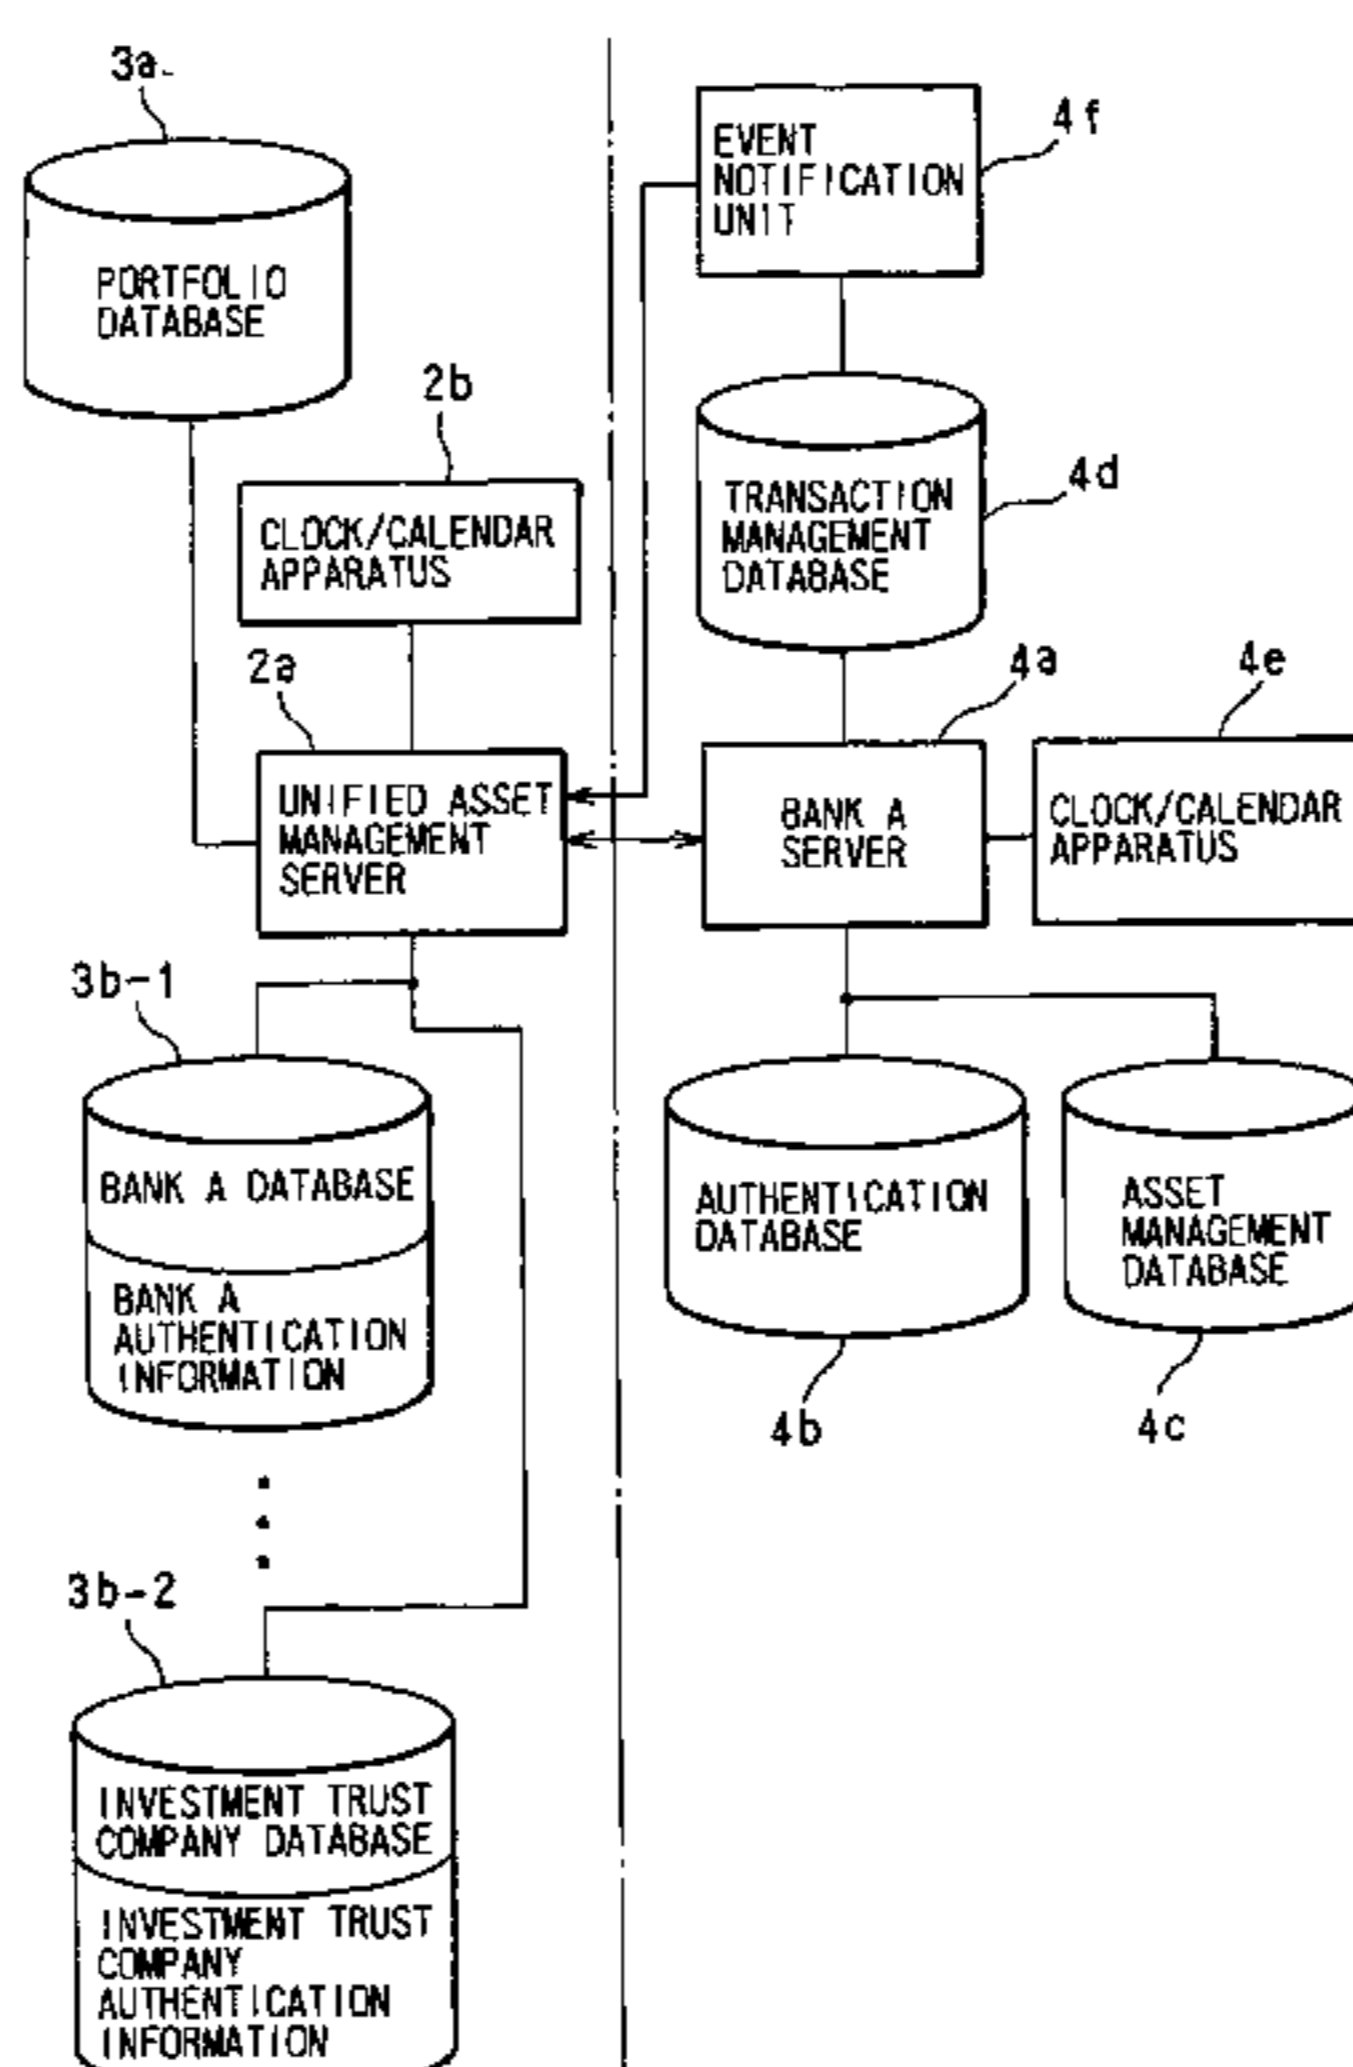 3a
PORTFOLIO
DATABASE
2b
CLOCK/CALENDAR
APPARATUS
2a
UNIFIED ASSET
MANAGEMENT
SERVER
3b-1
BANK A DATABASE
BANK A
AUTHENTICATION
INFORMATION
3b-2
INVESTMENT TRUST
COMPANY DATABASE
INVESTMENT TRUST
COMPANY
AUTHENTICATION
INFORMATION
4f
EVENT
NOTIFICATION
UNIT
4d
TRANSACTION
MANAGEMENT
DATABASE
4a
BANK A
SERVER
4e
CLOCK/CALENDAR
APPARATUS
AUTHENTICATION
DATABASE
4b
ASSET
MANAGEMENT
DATABASE
4c